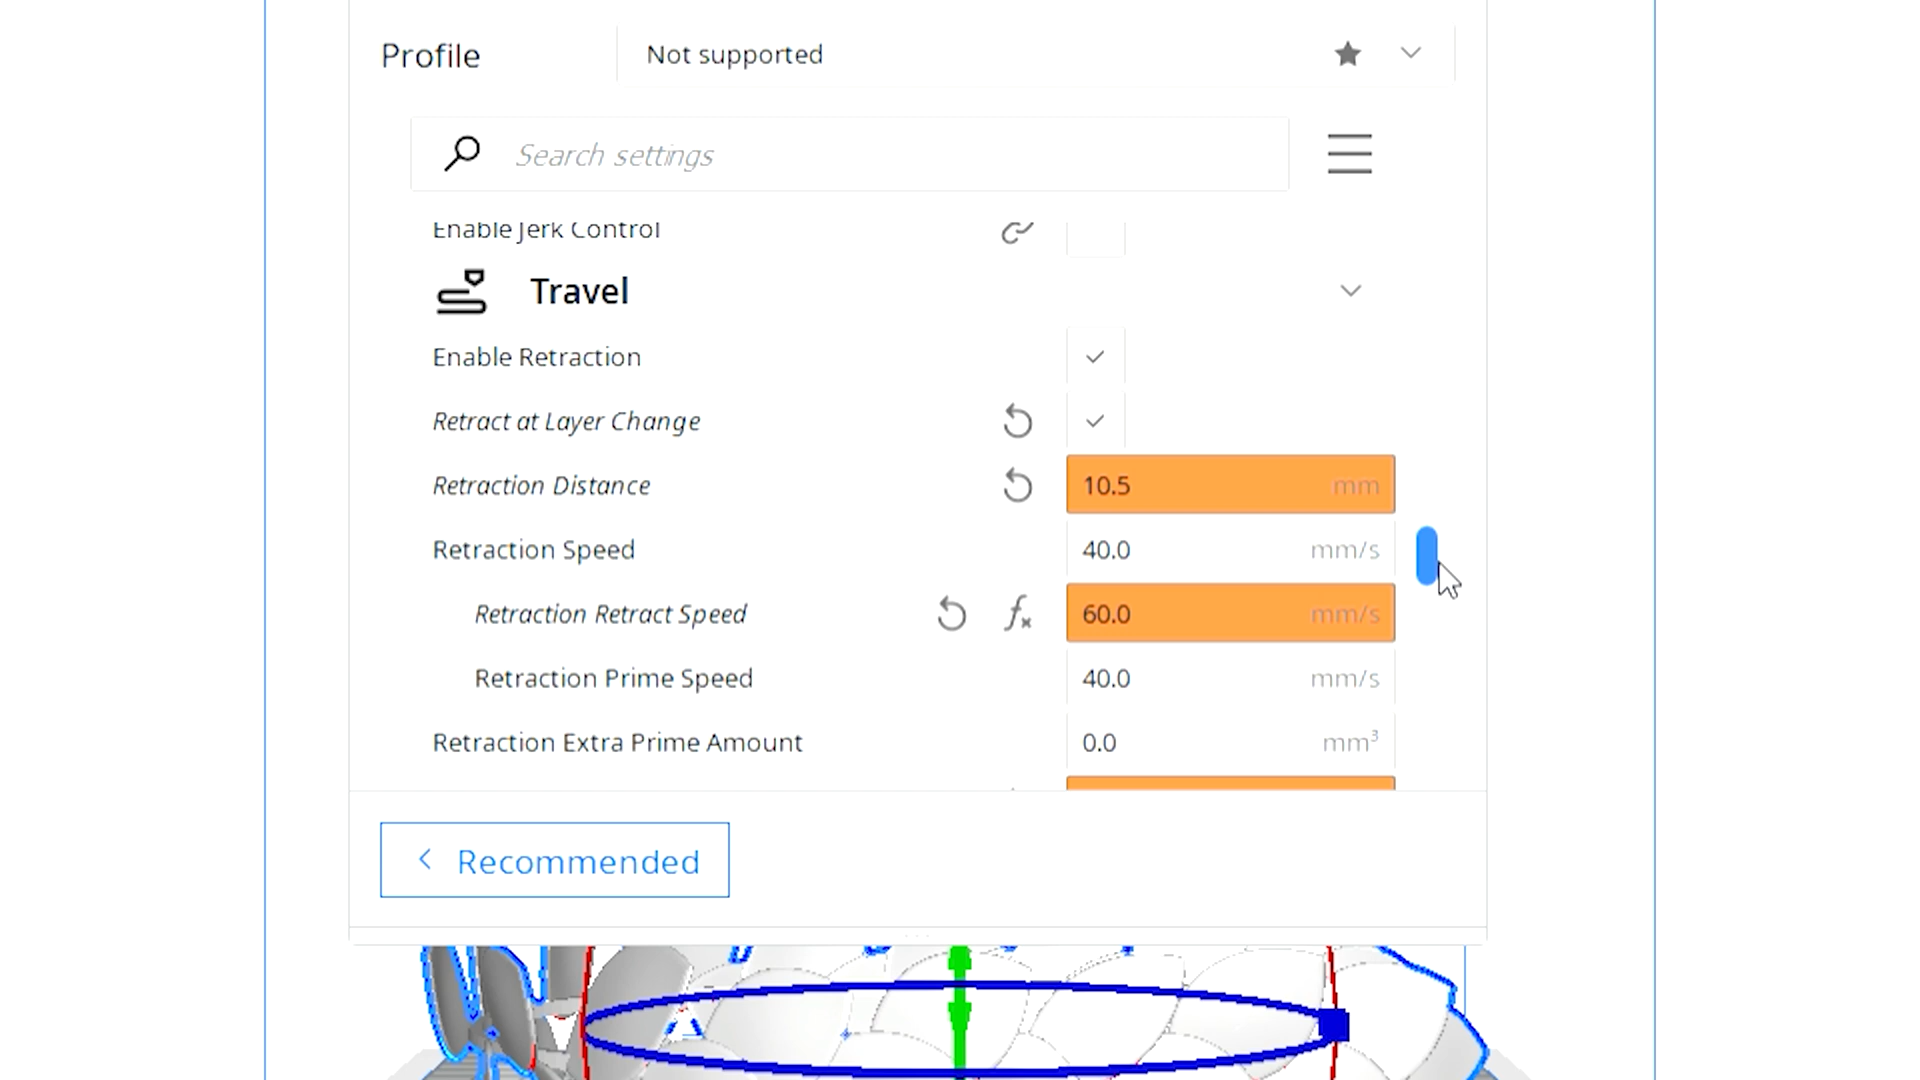 Profile
Not supported
Search settings
Enable Jerk Control
Travel
Enable Retraction
Retract at Layer Change
Retraction Distance 10.5 mm
Retraction Speed 40.0 mm/s
Retraction Retract Speed fx 60.0 mm/s
Retraction Prime Speed 40.0 mm/s
Retraction Extra Prime Amount 0.0 mm³
Recommended